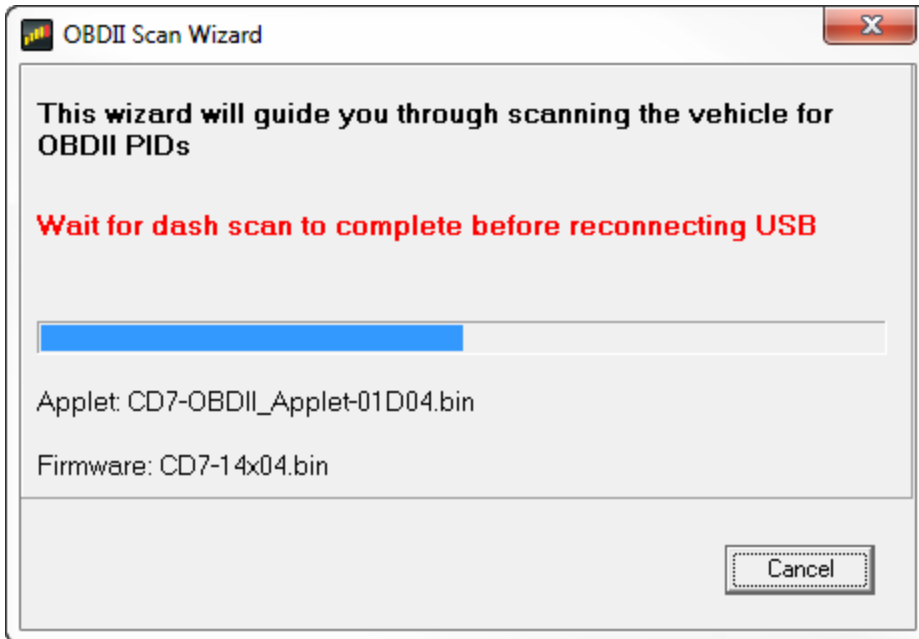 OBDII Scan Wizard
This wizard will guide you through scanning the vehicle for
OBDII PIDs
Wait for dash scan to complete before reconnecting USB
Applet: CD7-OBDII_Applet-01D04.bin
Firmware: CD7-14x04.bin
Cancel